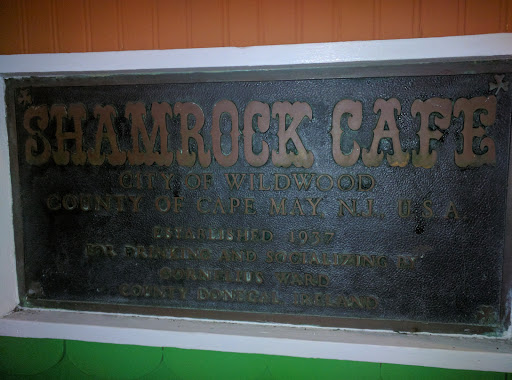 SHAMROCK CAFE
CITY OF WILDWOOD
COUNTY OF CAPE MAY, N.J., U.S.A.
ESTABLISHED 1937
FOR DRINKING AND SOCIALIZING BY
CORNELIUS WARD
COUNTY DONEGAL IRELAND